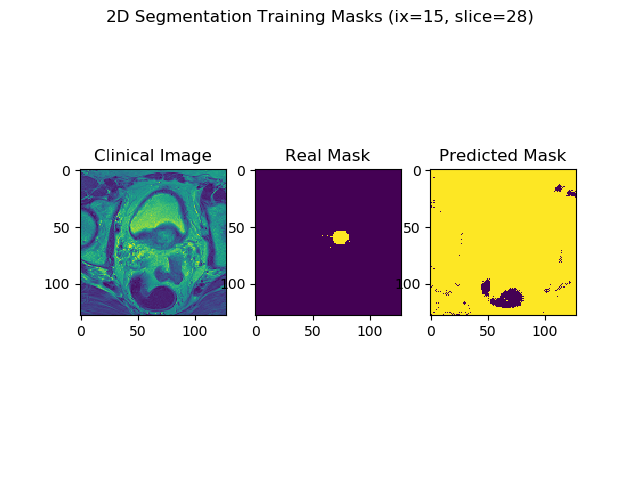 2D Segmentation Training Masks (ix=15, slice=28)
Clinical Image Real Mask Predicted Mask
0 0 0
50 50 50
100 100 100
0 50 100 0 50 100 0 50 100